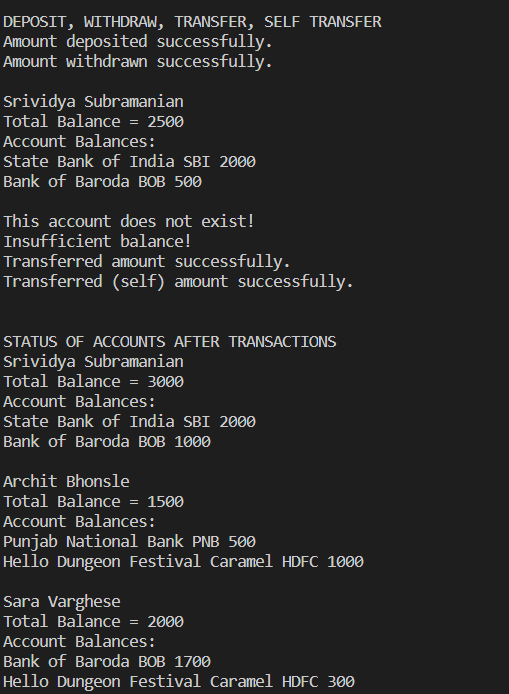 DEPOSIT, WITHDRAW, TRANSFER, SELF TRANSFER
Amount deposited successfully.
Amount withdrawn successfully.
Srividya Subramanian
Total Balance = 2500
Account Balances:
State Bank of India SBI 2000
Bank of Baroda BOB 500
This account does not exist!
Insufficient balance!
Transferred amount successfully.
Transferred (self) amount successfully.
STATUS OF ACCOUNTS AFTER TRANSACTIONS
Srividya Subramanian
Total Balance = 3000
Account Balances:
State Bank of India SBI 2000
Bank of Baroda BOB 1000
Archit Bhonsle
Total Balance = 1500
Account Balances:
Punjab National Bank PNB 500
Hello Dungeon Festival Caramel HDFC 1000
Sara Varghese
Total Balance = 2000
Account Balances:
Bank of Baroda BOB 1700
Hello Dungeon Festival Caramel HDFC 300